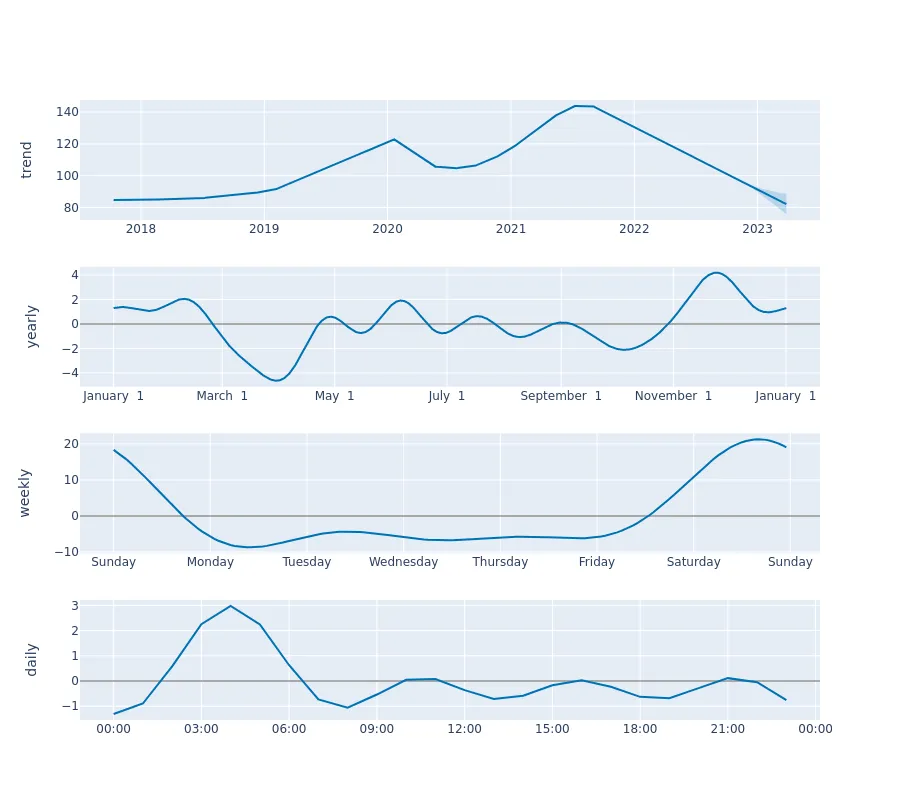 trend
140
120
100
80
2018 2019 2020 2021 2022 2023
yearly
4
2
0
−2
−4
January 1 March 1 May 1 July 1 September 1 November 1 January 1
weekly
20
10
0
−10
Sunday Monday Tuesday Wednesday Thursday Friday Saturday Sunday
daily
3
2
1
0
−1
00:00 03:00 06:00 09:00 12:00 15:00 18:00 21:00 00:00